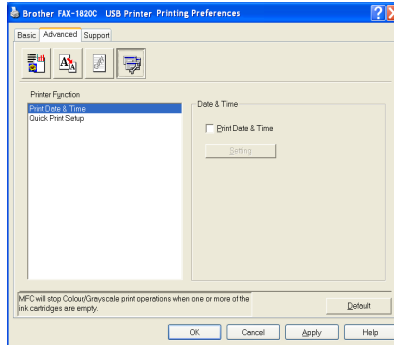 Brother FAX-1820C USB Printer Printing Preferences
Basic Advanced Support
Printer Function
Print Date & Time
Quick Print Setup
Date & Time
Print Date & Time
Setting
MFC will stop Colour/Grayscale print operations when one or more of the
ink cartridges are empty.
Default
OK Cancel Apply Help